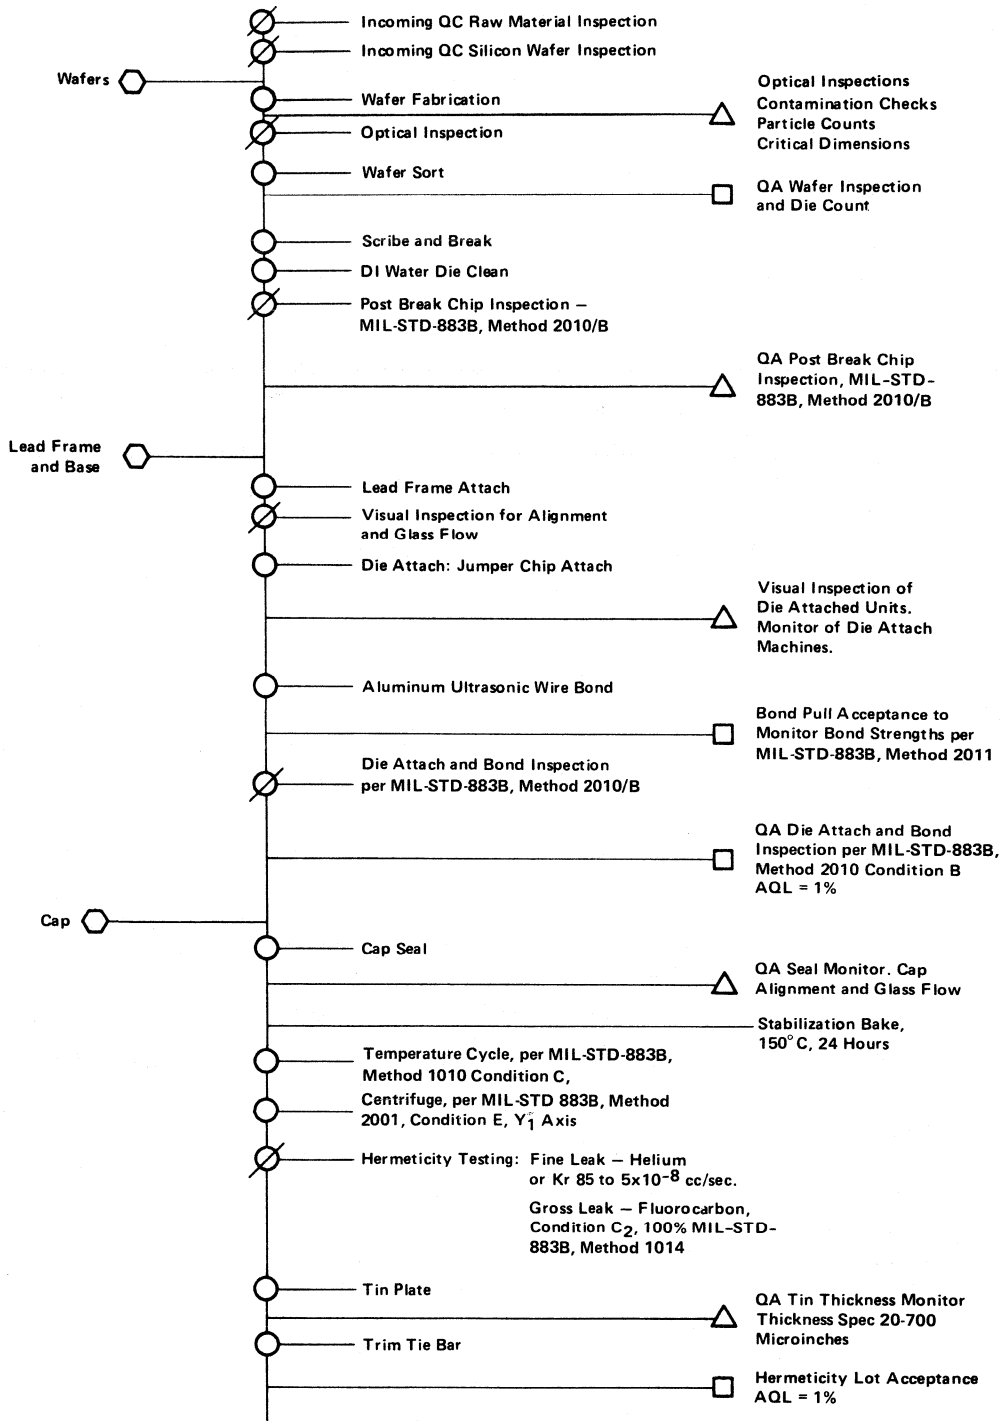 Incoming QC Raw Material Inspection
Incoming QC Silicon Wafer Inspection
Wafers
Wafer Fabrication
Optical Inspections
Contamination Checks
Particle Counts
Critical Dimensions
Optical Inspection
Wafer Sort
QA Wafer Inspection
and Die Count
Scribe and Break
DI Water Die Clean
Post Break Chip Inspection —
MIL-STD-883B, Method 2010/B
QA Post Break Chip
Inspection, MIL-STD-
883B, Method 2010/B
Lead Frame
and Base
Lead Frame Attach
Visual Inspection for Alignment
and Glass Flow
Die Attach: Jumper Chip Attach
Visual Inspection of
Die Attached Units.
Monitor of Die Attach
Machines.
Aluminum Ultrasonic Wire Bond
Bond Pull Acceptance to
Monitor Bond Strengths per
MIL-STD-883B, Method 2011
Die Attach and Bond Inspection
per MIL-STD-883B, Method 2010/B
QA Die Attach and Bond
Inspection per MIL-STD-883B,
Method 2010 Condition B
AQL = 1%
Cap
Cap Seal
QA Seal Monitor. Cap
Alignment and Glass Flow
Stabilization Bake,
150°C, 24 Hours
Temperature Cycle, per MIL-STD-883B,
Method 1010 Condition C,
Centrifuge, per MIL-STD 883B, Method
2001, Condition E, Y1 Axis
Hermeticity Testing: Fine Leak — Helium
or Kr 85 to 5x10⁻⁸ cc/sec.
Gross Leak — Fluorocarbon,
Condition C₂, 100% MIL-STD-
883B, Method 1014
Tin Plate
QA Tin Thickness Monitor
Thickness Spec 20-700
Microinches
Trim Tie Bar
Hermeticity Lot Acceptance
AQL = 1%